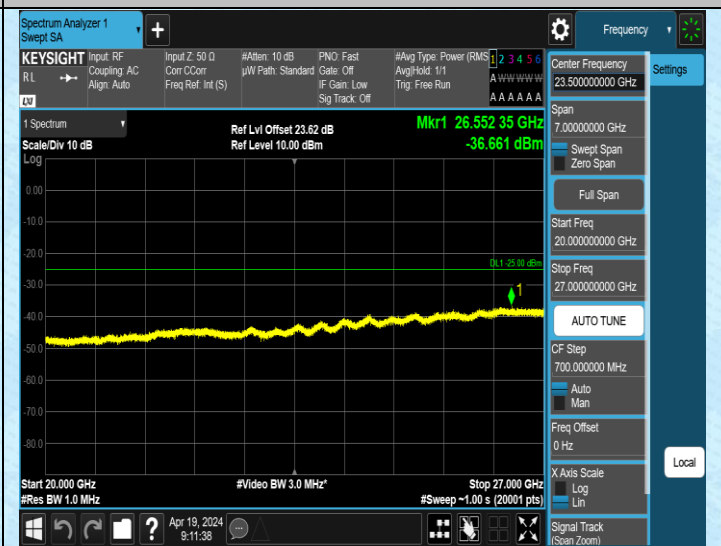 Spectrum Analyzer 1
Swept SA
+
Frequency
KEYSIGHT
RL
LXI
Input: RF
Coupling: AC
Align: Auto
Input Z: 50 Ω
Corr CCorr
Freq Ref: Int (S)
#Atten: 10 dB
µW Path: Standard
PNO: Fast
Gate: Off
IF Gain: Low
Sig Track: Off
#Avg Type: Power (RMS
Avg|Hold: 1/1
Trig: Free Run
1 2 3 4 5 6
A W W W W W
A A A A A A
1 Spectrum
Scale/Div 10 dB
Ref Lvl Offset 23.62 dB
Ref Level 10.00 dBm
Mkr1 26.552 35 GHz
-36.661 dBm
Log
0.00
-10.0
-20.0
-30.0
-40.0
-50.0
-60.0
-70.0
-80.0
DL1 -25.00 dBm
1
Start 20.000 GHz
#Res BW 1.0 MHz
#Video BW 3.0 MHz*
Stop 27.000 GHz
#Sweep ~1.00 s (20001 pts)
?
Apr 19, 2024
9:11:38
Center Frequency
23.500000000 GHz
Span
7.00000000 GHz
Swept Span
Zero Span
Full Span
Start Freq
20.000000000 GHz
Stop Freq
27.000000000 GHz
AUTO TUNE
CF Step
700.000000 MHz
Auto
Man
Freq Offset
0 Hz
X Axis Scale
Log
Lin
Signal Track
(Span Zoom)
Settings
Local